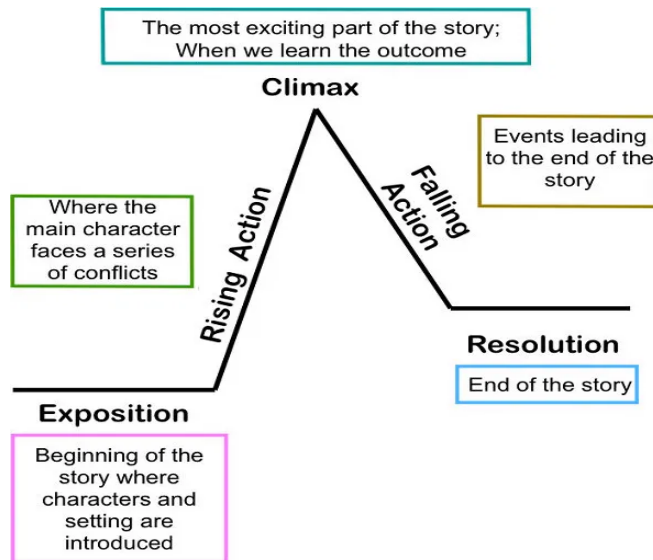 The most exciting part of the story;
When we learn the outcome
Climax
Events leading
to the end of the
story
Falling
Action
Where the
main character
faces a series
of conflicts
Rising Action
Resolution
End of the story
Exposition
Beginning of the
story where
characters and
setting are
introduced